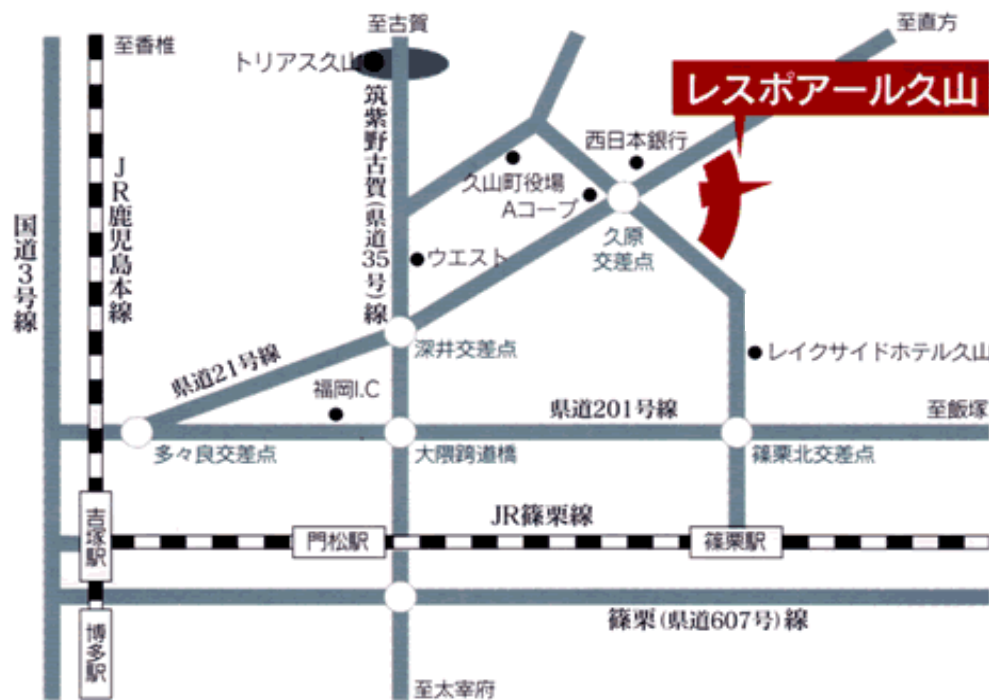 至古賀
至直方
至香椎
トリアス久山
レスポアール久山
筑紫野古賀(県道35号)線
西日本銀行
久山町役場
Aコープ
JR鹿児島本線
国道3号線
久原
交差点
ウエスト
深井交差点
レイクサイドホテル久山
県道21号線
福岡I.C
県道201号線
至飯塚
多々良交差点
大隈跨道橋
篠栗北交差点
JR篠栗線
吉塚駅
門松駅
篠栗駅
篠栗(県道607号)線
博多駅
至太宰府